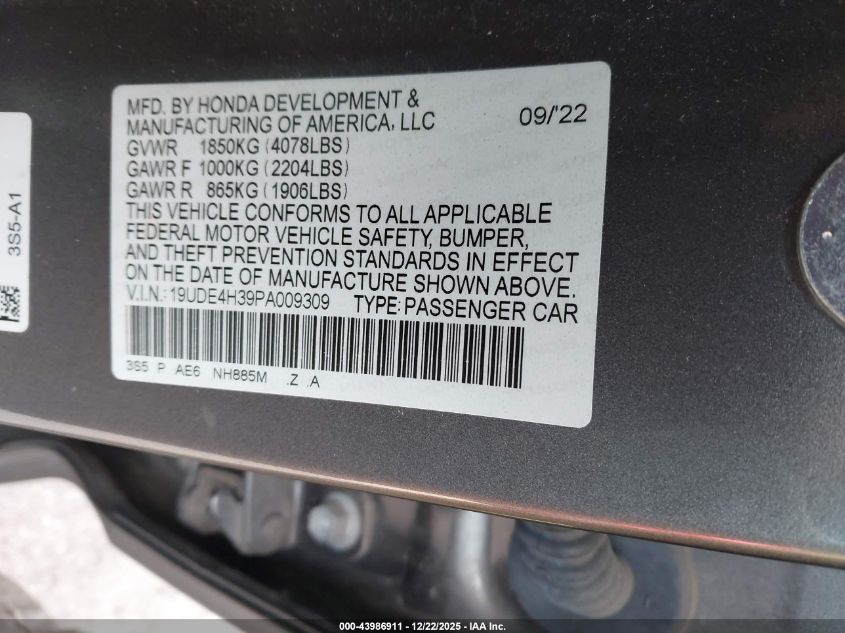 MFD. BY HONDA DEVELOPMENT &
MANUFACTURING OF AMERICA, LLC 09/'22
GVWR 1850KG (4078LBS)
GAWR F 1000KG (2204LBS)
GAWR R 865KG (1906LBS)
THIS VEHICLE CONFORMS TO ALL APPLICABLE
FEDERAL MOTOR VEHICLE SAFETY, BUMPER,
AND THEFT PREVENTION STANDARDS IN EFFECT
ON THE DATE OF MANUFACTURE SHOWN ABOVE.
V.I.N.: 19UDE4H39PA009309 TYPE: PASSENGER CAR
3S5 P AE6 NH885M .Z .A
3S5-A1
000-43986911 - 12/22/2025 - IAA Inc.